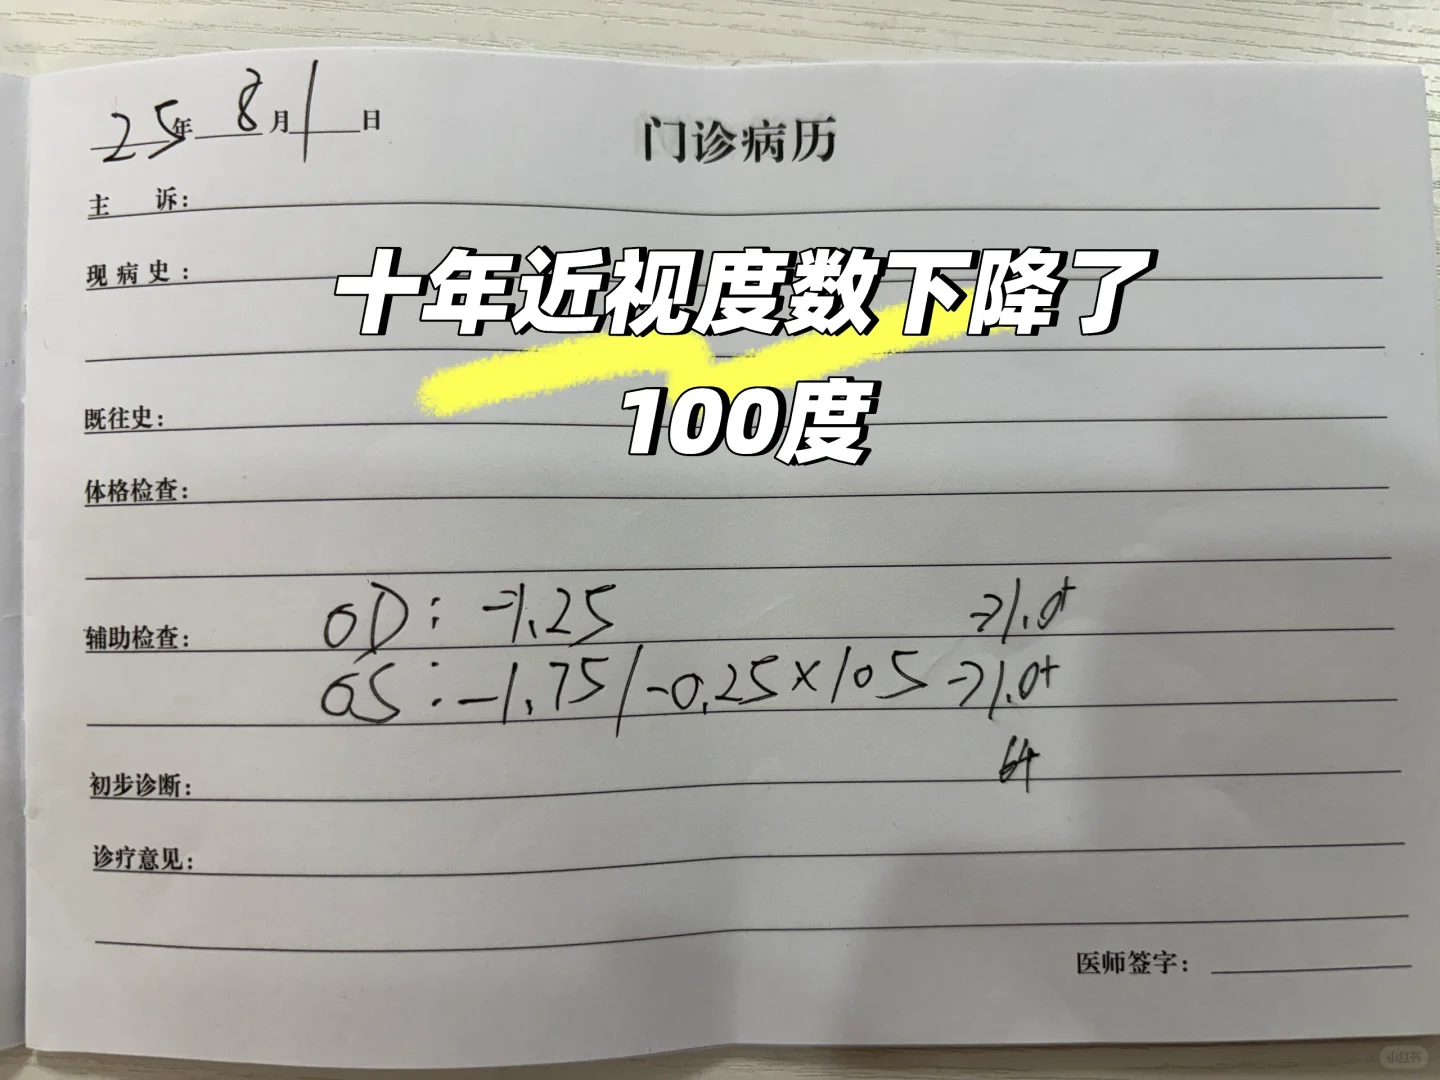 25年 8月 1日
门诊病历
主 诉：
现病史：
十年近视度数下降了
100度
既往史：
体格检查：
辅助检查：
OD：-1.25 →1.0+
OS：-1.75/-0.25×105 →1.0+
64
初步诊断：
诊疗意见：
医师签字：
小红书